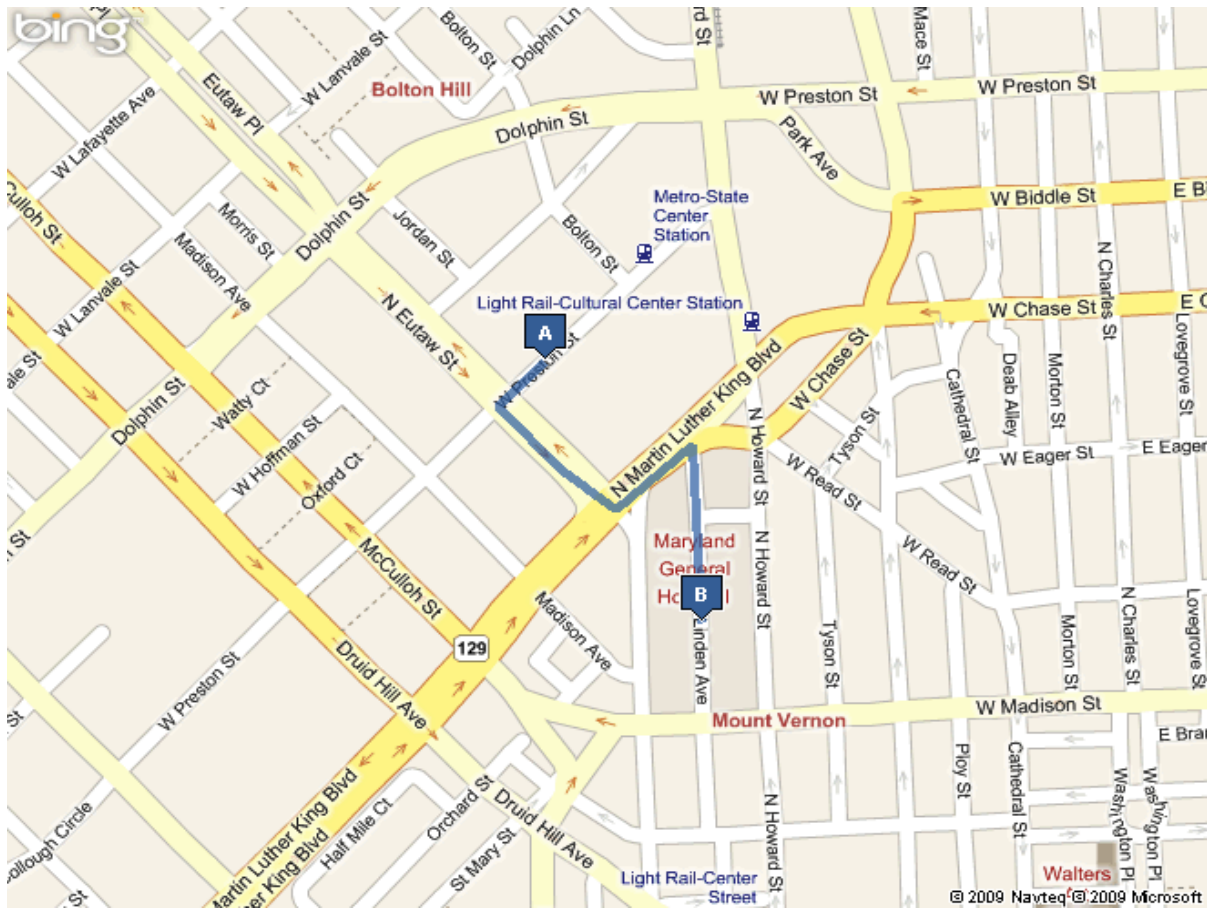 bing
Pl
Eutaw Pl
W Lanvale St
Bolton St
Dolphin Ln
rd St
Mace St
W Lafayette Ave
Bolton Hill
W Preston St
W Preston St
Dolphin St
Park Ave
Culloh St
Morris St
Dolphin St
Jordan St
Bolton St
Metro-State
Center
Station
W Biddle St
E B
Madison Ave
W Lanvale St
N Charles St
Light Rail-Cultural Center Station
N Eutaw St
W Chase St
E C
A
W Preston St
N Martin Luther King Blvd
W Chase St
Lovegrove St
Deab Alley
Morton St
Cathedral St
Dolphin St
Watty Ct
W Hoffman St
Oxford Ct
N Howard St
Tyson St
W Read St
W Eager St
E Eager
McCulloh St
Maryland
General
B
N Howard St
W Read St
Linden Ave
Madison Ave
Tyson St
Morton St
N Charles St
Lovegrove St
129
Druid Hill Ave
W Preston St
Mount Vernon
W Madison St
E Bran
Ploy St
Cathedral St
Washington Pl
Washington Pl
Martin Luther King Blvd
her King Blvd
Half Mile Ct
Orchard St
Druid Hill Ave
St Mary St
N Howard St
ollough Circle
Light Rail-Center
Street
Walters
© 2009 Navteq © 2009 Microsoft